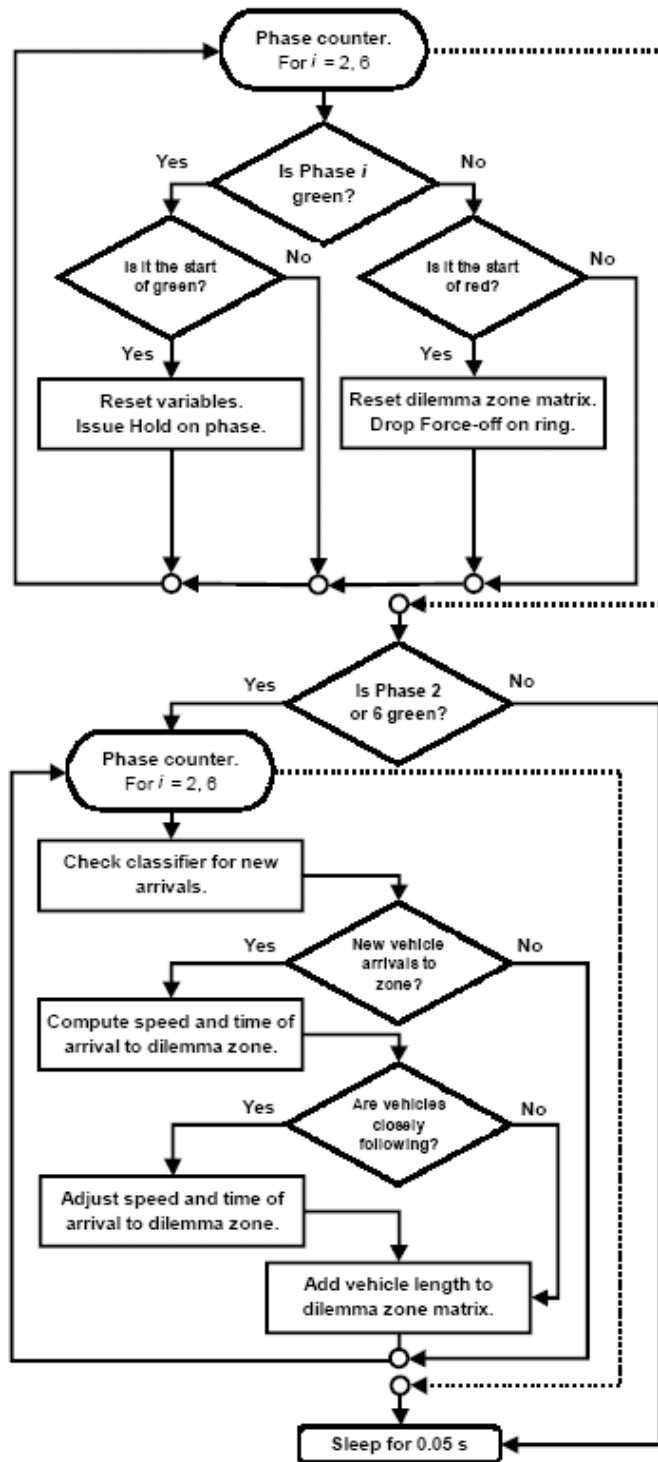 Phase counter.
For i = 2, 6
Is Phase i
green?
Yes
No
Is it the start
of green?
No
Is it the start
of red?
No
Yes
Yes
Reset variables.
Issue Hold on phase.
Reset dilemma zone matrix.
Drop Force-off on ring.
Is Phase 2
or 6 green?
Yes
No
Phase counter.
For i = 2, 6
Check classifier for new
arrivals.
New vehicle
arrivals to
zone?
Yes
No
Compute speed and time of
arrival to dilemma zone.
Are vehicles
closely
following?
Yes
No
Adjust speed and time of
arrival to dilemma zone.
Add vehicle length to
dilemma zone matrix.
Sleep for 0.05 s